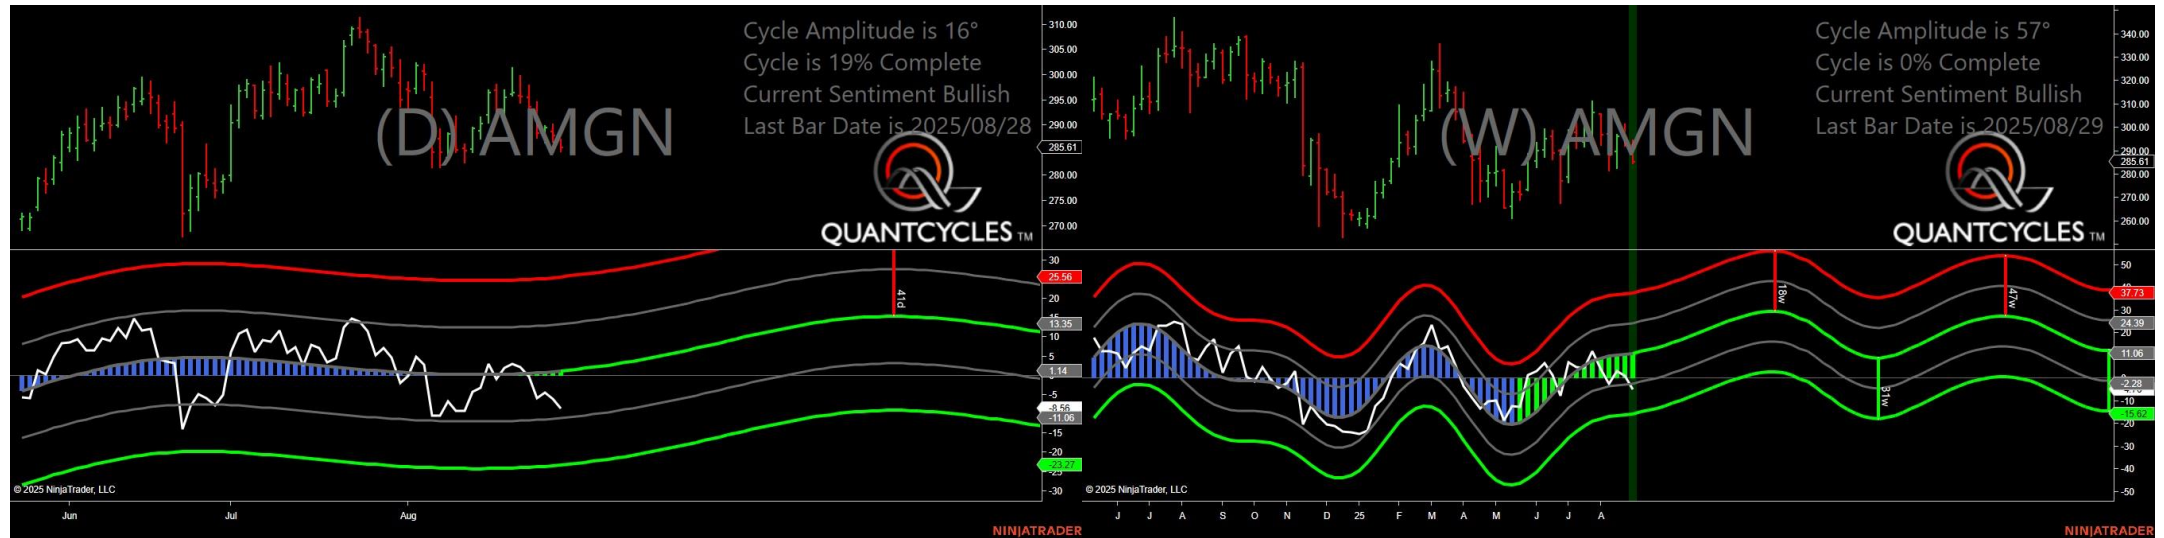 Cycle Amplitude is 16°
Cycle is 19% Complete
Current Sentiment Bullish
Last Bar Date is 2025/08/28
(D) AMGN
QUANTCYCLES TM
310.00
305.00
300.00
295.00
290.00
285.61
280.00
275.00
270.00
30
25.56
20
15
13.35
10
5
1.14
-5
-8.56
-11.06
-15
-20
-23.27
-30
41d
© 2025 NinjaTrader, LLC
Jun Jul Aug
NINJATRADER
Cycle Amplitude is 57°
Cycle is 0% Complete
Current Sentiment Bullish
Last Bar Date is 2025/08/29
(W) AMGN
QUANTCYCLES TM
340.00
330.00
320.00
310.00
300.00
290.00
285.61
280.00
270.00
260.00
50
37.73
30
24.39
20
11.06
0
-2.28
-10
-15.62
-20
-30
-40
-50
18w
31w
47w
© 2025 NinjaTrader, LLC
J J A S O N D 25 F M A M J J A
NINJATRADER